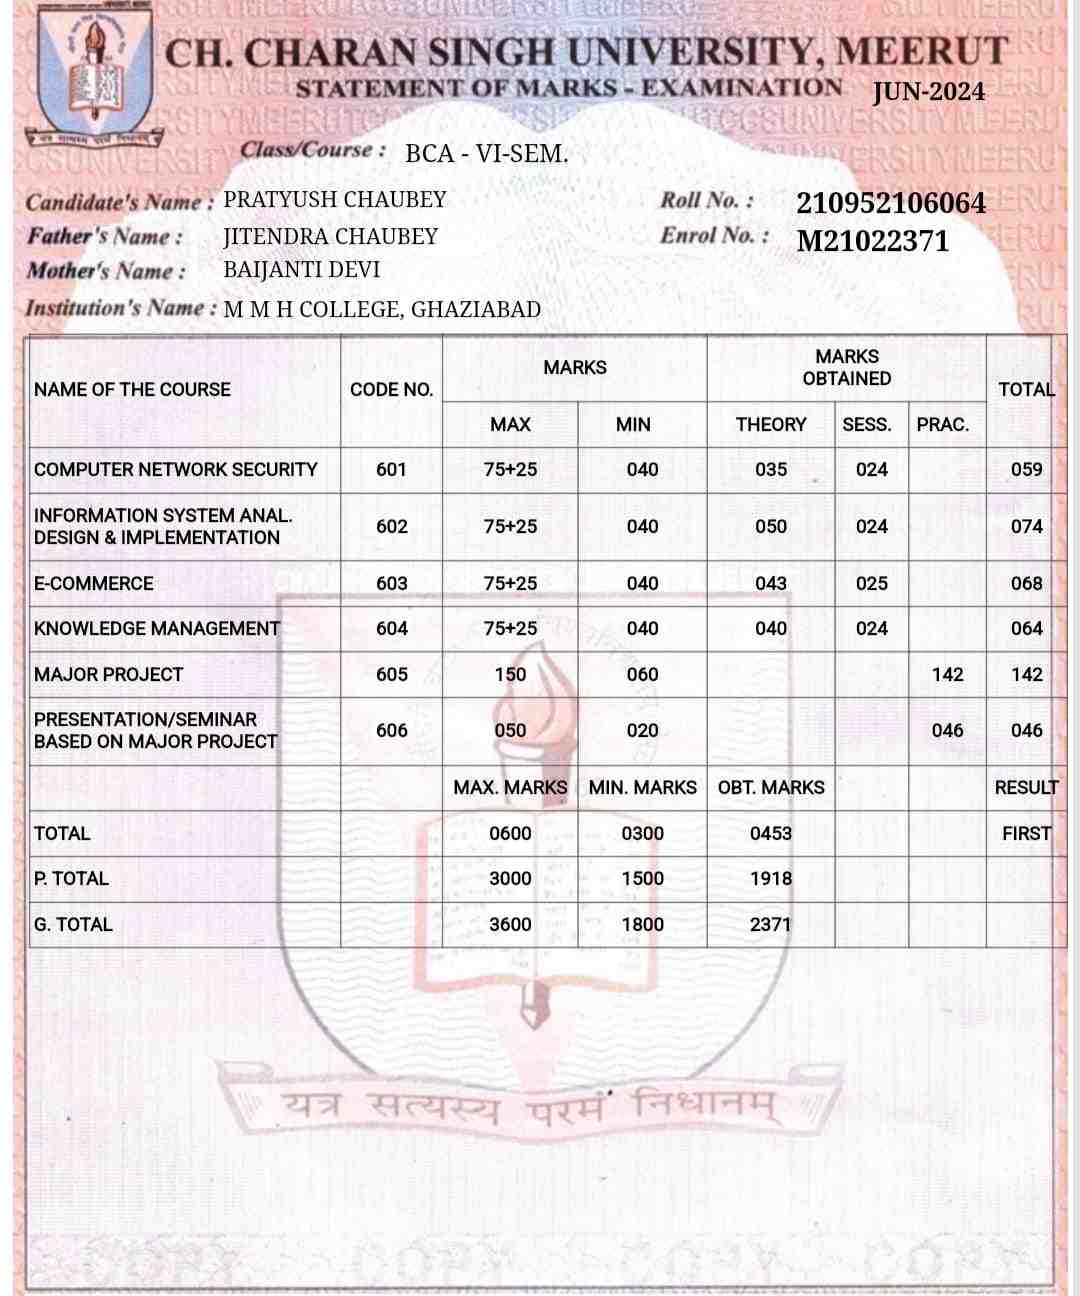 CH. CHARAN SINGH UNIVERSITY, MEERUT
STATEMENT OF MARKS - EXAMINATION JUN-2024
Class/Course : BCA - VI-SEM.
Candidate's Name : PRATYUSH CHAUBEY Roll No. : 210952106064
Father's Name : JITENDRA CHAUBEY Enrol No. : M21022371
Mother's Name : BAIJANTI DEVI
Institution's Name : M M H COLLEGE, GHAZIABAD
NAME OF THE COURSE CODE NO. MARKS MARKS OBTAINED TOTAL
MAX MIN THEORY SESS. PRAC.
COMPUTER NETWORK SECURITY 601 75+25 040 035 024 059
INFORMATION SYSTEM ANAL.
DESIGN & IMPLEMENTATION 602 75+25 040 050 024 074
E-COMMERCE 603 75+25 040 043 025 068
KNOWLEDGE MANAGEMENT 604 75+25 040 040 024 064
MAJOR PROJECT 605 150 060 142 142
PRESENTATION/SEMINAR
BASED ON MAJOR PROJECT 606 050 020 046 046
MAX. MARKS MIN. MARKS OBT. MARKS RESULT
TOTAL 0600 0300 0453 FIRST
P. TOTAL 3000 1500 1918
G. TOTAL 3600 1800 2371
यत्र सत्यस्य परमं निधानम्